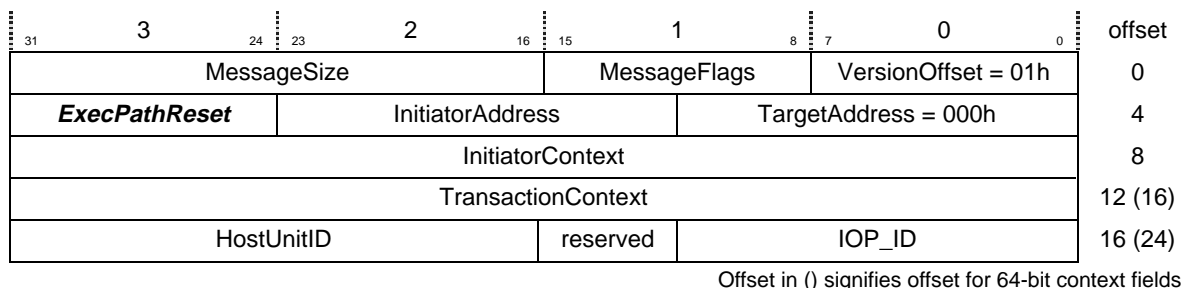 3 2 1 0 offset
31 24 23 16 15 8 7 0
MessageSize MessageFlags VersionOffset = 01h 0
ExecPathReset InitiatorAddress TargetAddress = 000h 4
InitiatorContext 8
TransactionContext 12 (16)
HostUnitID reserved IOP_ID 16 (24)
Offset in () signifies offset for 64-bit context fields